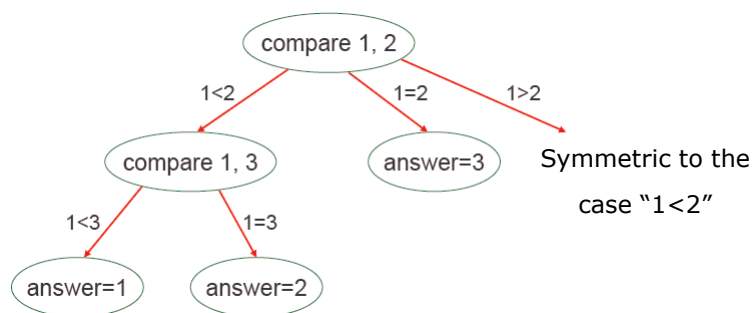 compare 1, 2
1<2
1=2
1>2
compare 1, 3
answer=3
Symmetric to the
case “1<2”
1<3
1=3
answer=1
answer=2